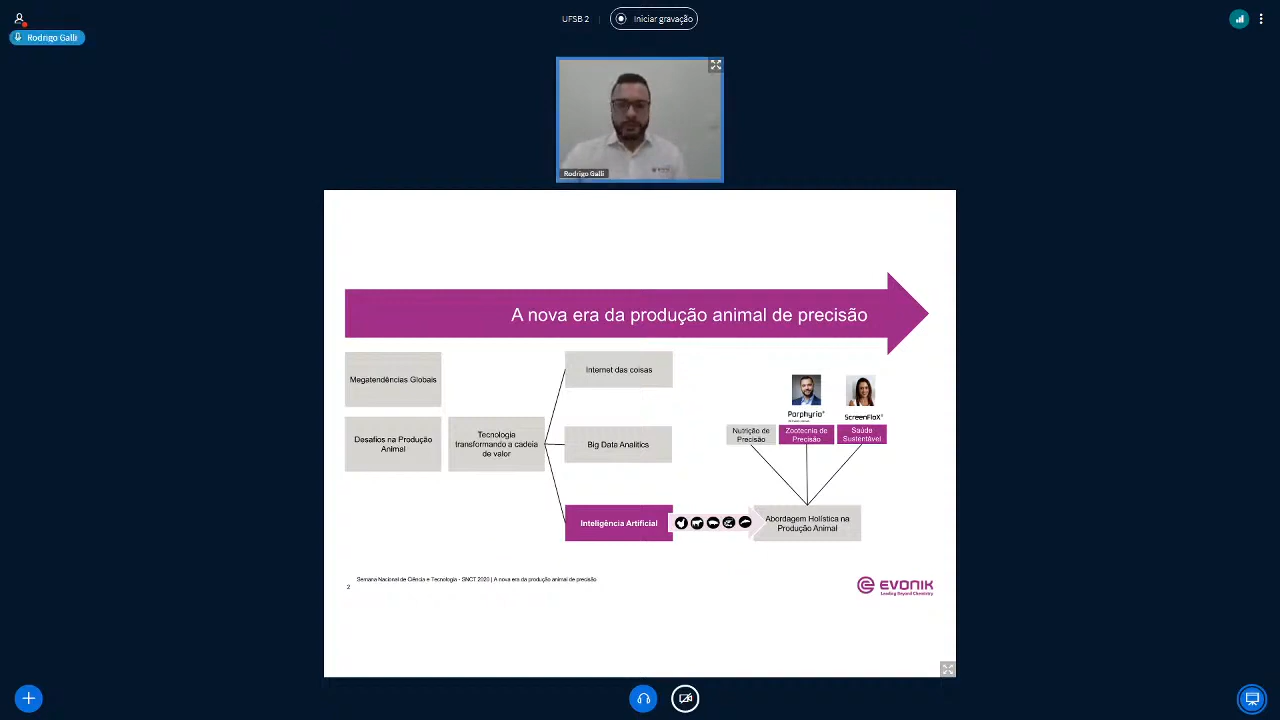 UFSB 2
Iniciar gravação
Rodrigo Galli
Rodrigo Galli
A nova era da produção animal de precisão
Megatendências Globais
Desafios na Produção
Animal
Tecnologia
transformando a cadeia
de valor
Internet das coisas
Big Data Analitics
Inteligência Artificial
Porphyrio®
ScreenFloX®
Nutrição de
Precisão
Zootecnia de
Precisão
Saúde
Sustentável
Abordagem Holística na
Produção Animal
2
Semana Nacional de Ciência e Tecnologia - SNCT 2020 | A nova era da produção animal de precisão
EVONIK
Leading Beyond Chemistry